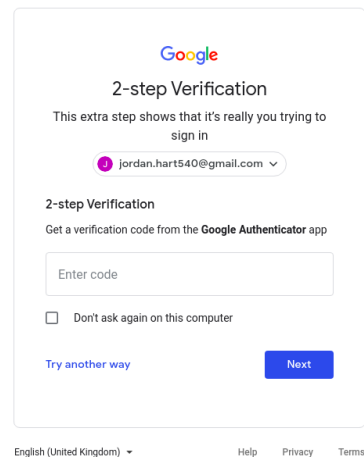 Google
2-step Verification
This extra step shows that it's really you trying to
sign in
J jordan.hart540@gmail.com
2-step Verification
Get a verification code from the Google Authenticator app
Enter code
Don't ask again on this computer
Try another way
Next
English (United Kingdom)
Help
Privacy
Terms